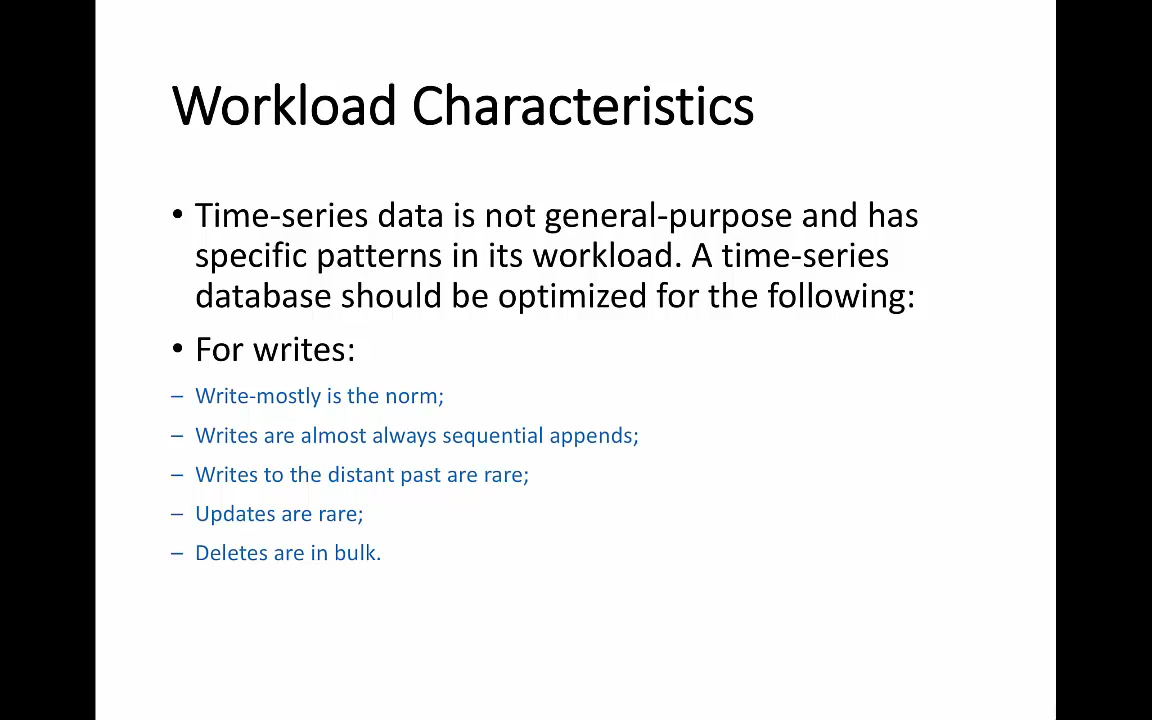 Workload Characteristics
• Time-series data is not general-purpose and has
specific patterns in its workload. A time-series
database should be optimized for the following:
• For writes:
– Write-mostly is the norm;
– Writes are almost always sequential appends;
– Writes to the distant past are rare;
– Updates are rare;
– Deletes are in bulk.